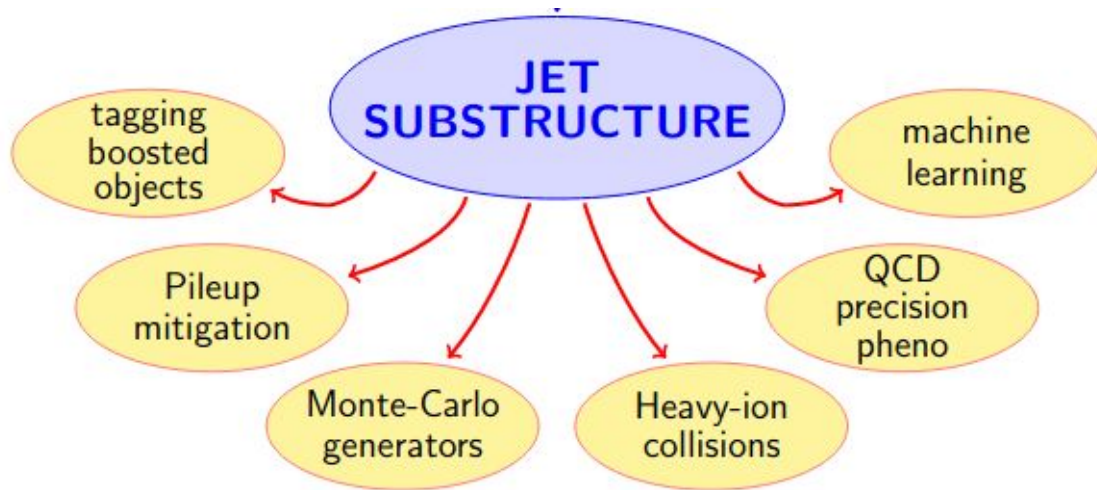 JET
SUBSTRUCTURE
tagging
boosted
objects
machine
learning
Pileup
mitigation
QCD
precision
pheno
Monte-Carlo
generators
Heavy-ion
collisions